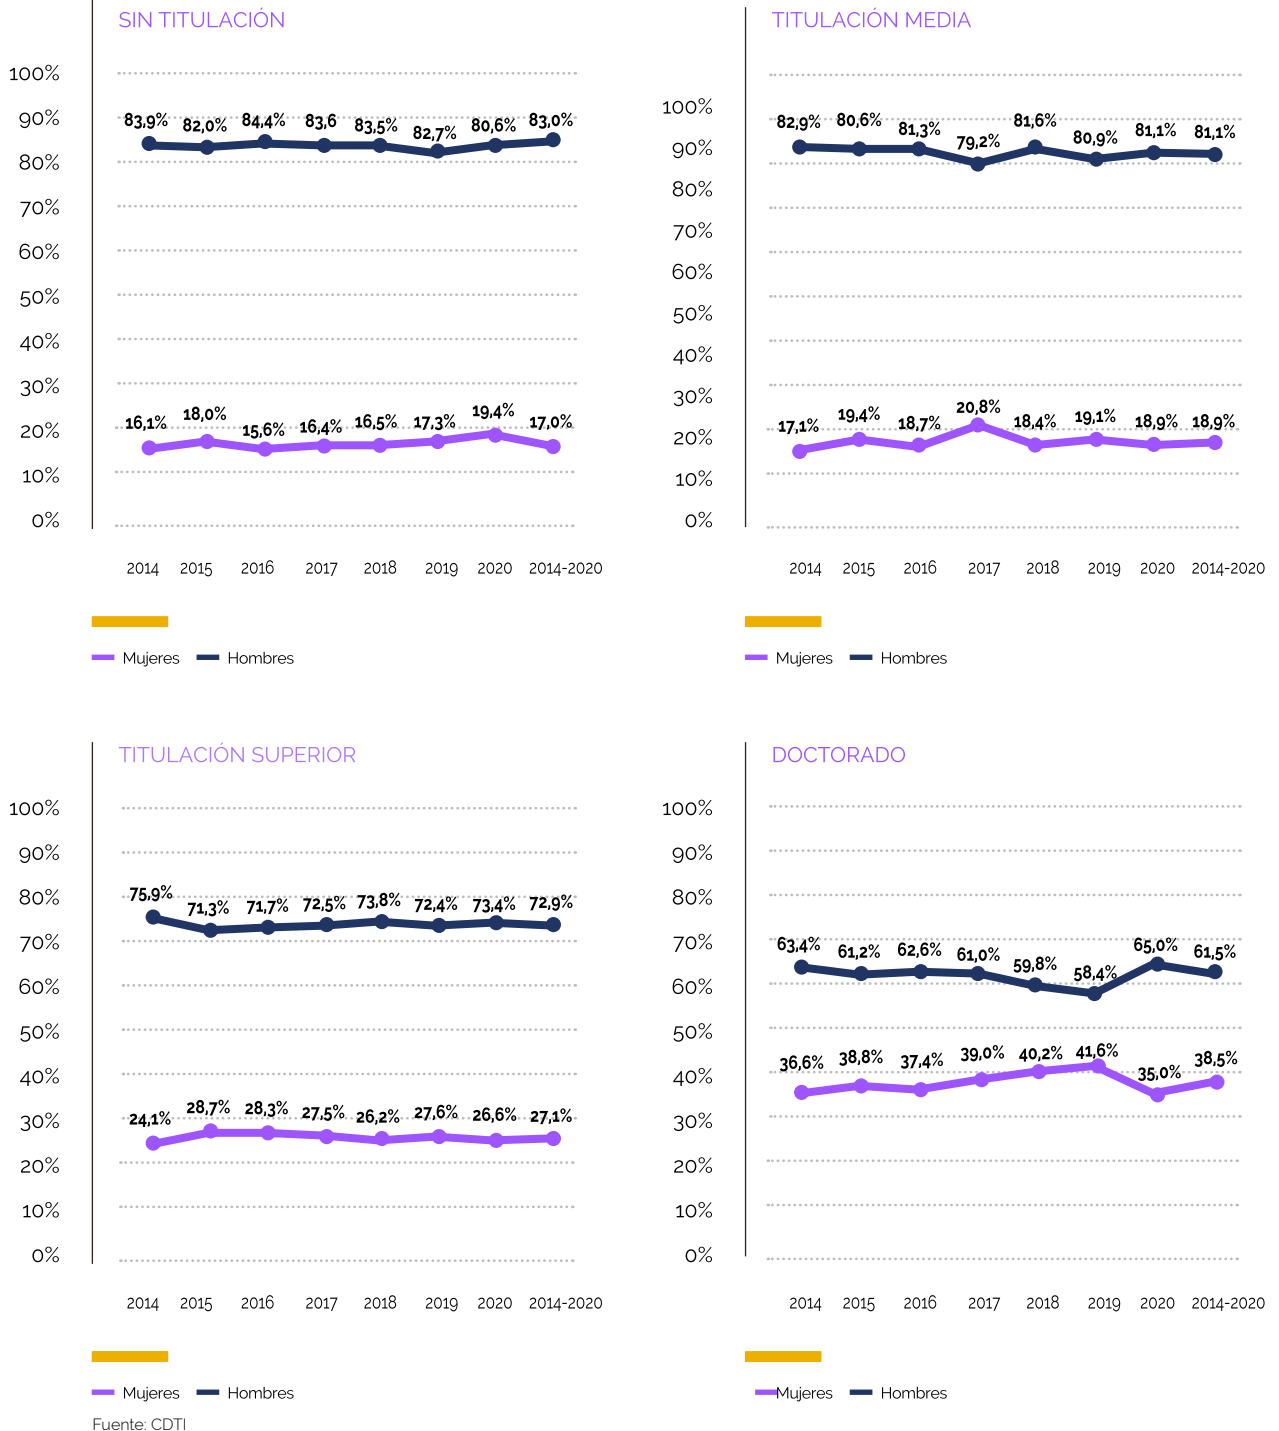 SIN TITULACIÓN
100%
90%
80%
70%
60%
50%
40%
30%
20%
10%
0%
83,9% 82,0% 84,4% 83,6 83,5% 82,7% 80,6% 83,0%
16,1% 18,0% 15,6% 16,4% 16,5% 17,3% 19,4% 17,0%
2014 2015 2016 2017 2018 2019 2020 2014-2020
Mujeres Hombres
TITULACIÓN MEDIA
100%
90%
80%
70%
60%
50%
40%
30%
20%
10%
0%
82,9% 80,6% 81,3% 79,2% 81,6% 80,9% 81,1% 81,1%
17,1% 19,4% 18,7% 20,8% 18,4% 19,1% 18,9% 18,9%
2014 2015 2016 2017 2018 2019 2020 2014-2020
Mujeres Hombres
TITULACIÓN SUPERIOR
100%
90%
80%
70%
60%
50%
40%
30%
20%
10%
0%
75,9% 71,3% 71,7% 72,5% 73,8% 72,4% 73,4% 72,9%
24,1% 28,7% 28,3% 27,5% 26,2% 27,6% 26,6% 27,1%
2014 2015 2016 2017 2018 2019 2020 2014-2020
Mujeres Hombres
DOCTORADO
100%
90%
80%
70%
60%
50%
40%
30%
20%
10%
0%
63,4% 61,2% 62,6% 61,0% 59,8% 58,4% 65,0% 61,5%
36,6% 38,8% 37,4% 39,0% 40,2% 41,6% 35,0% 38,5%
2014 2015 2016 2017 2018 2019 2020 2014-2020
Mujeres Hombres
Fuente: CDTI